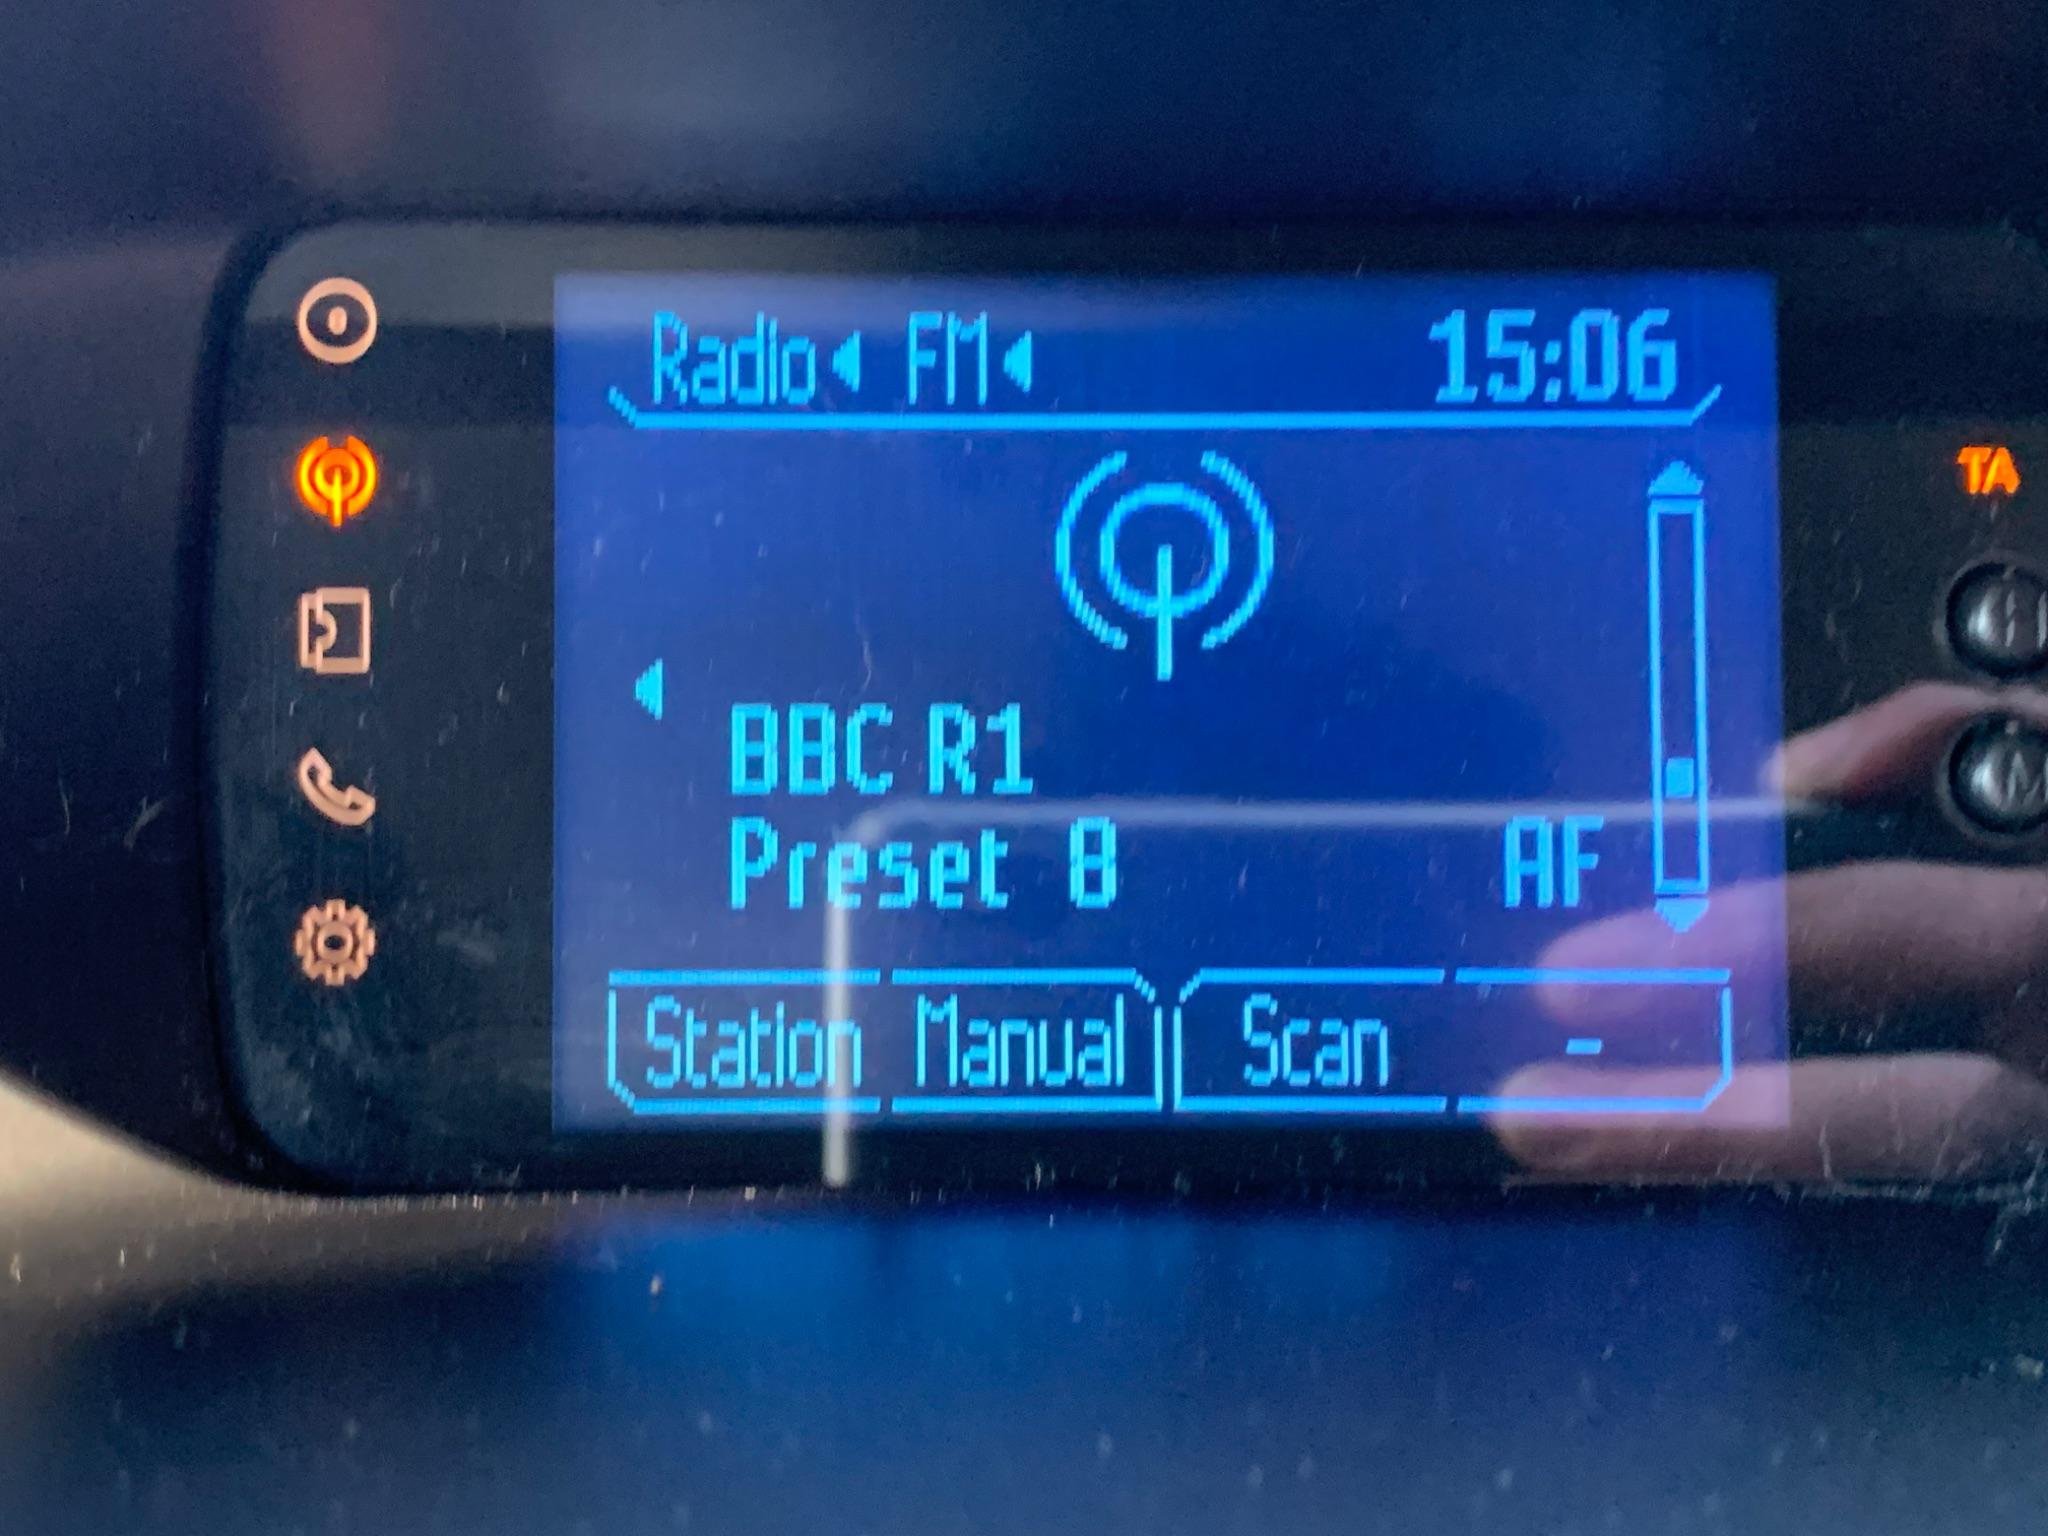 Radio FM 15:06
TA
BBC R1
Preset 8 AF
Station Manual Scan -
M